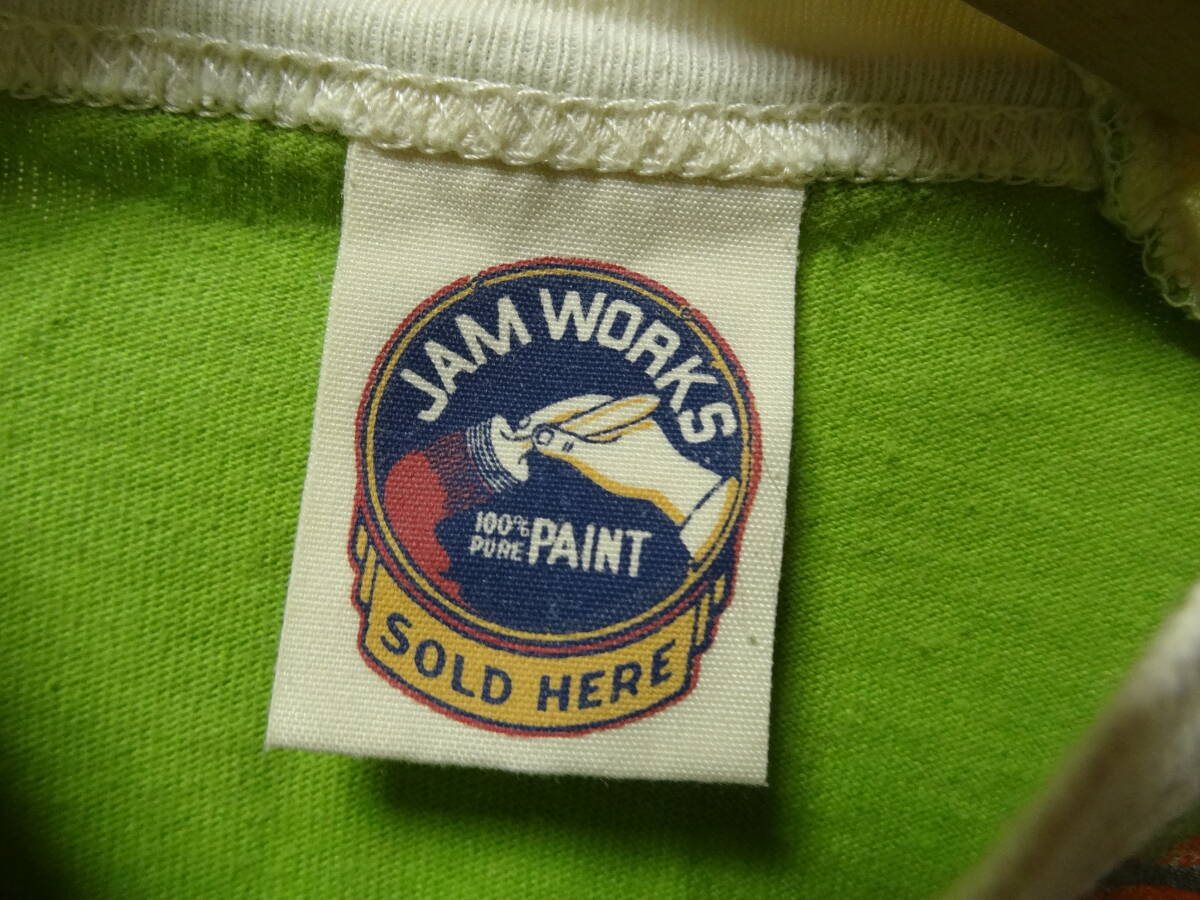 JAM WORKS
100% PURE PAINT
SOLD HERE